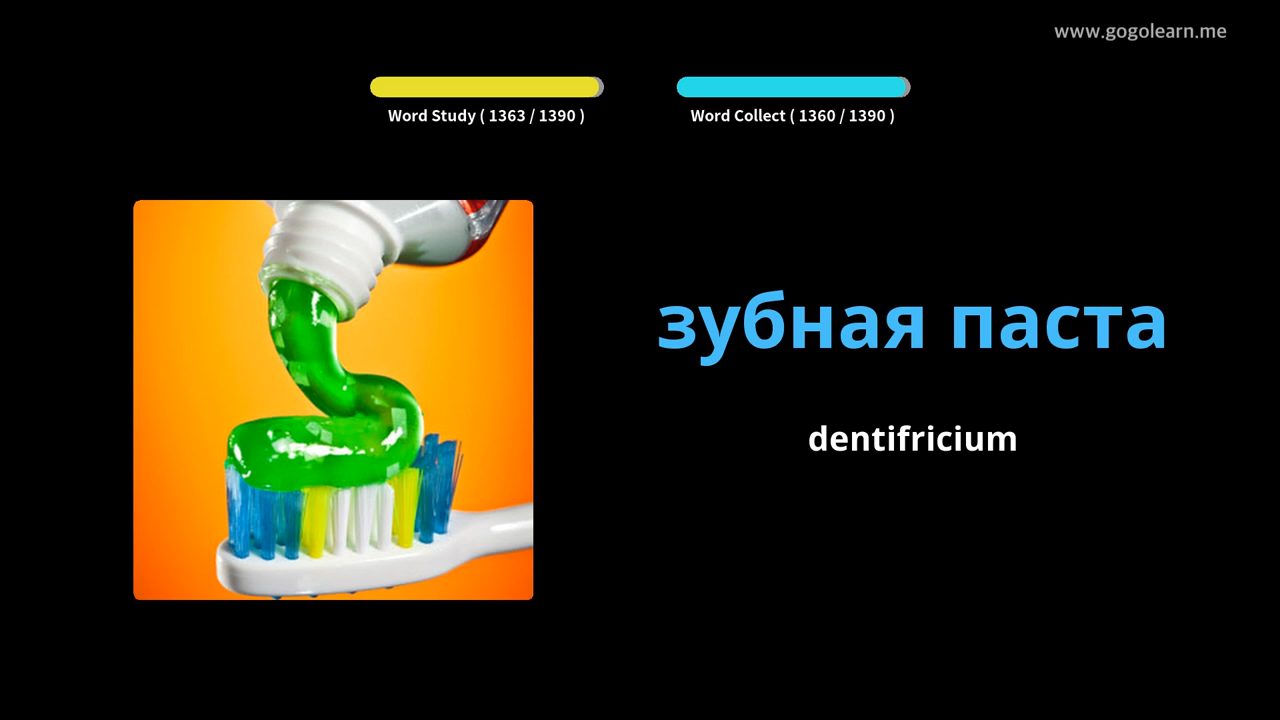 www.gogolearn.me
Word Study ( 1363 / 1390 )
Word Collect ( 1360 / 1390 )
зубная паста
dentifricium